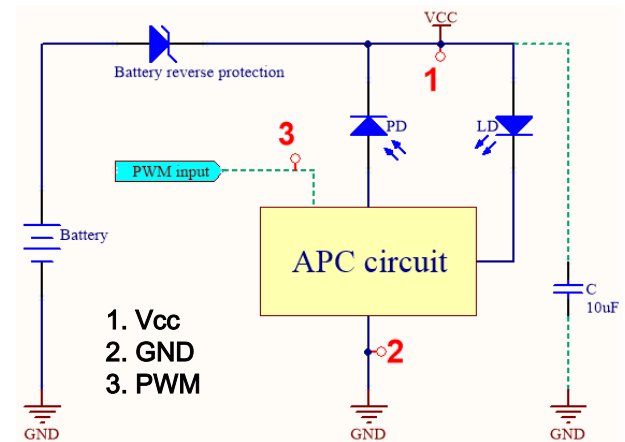 VCC
Battery reverse protection
1
PD
LD
3
PWM input
Battery
APC circuit
C
10uF
1. Vcc
2. GND
3. PWM
2
GND
GND
GND